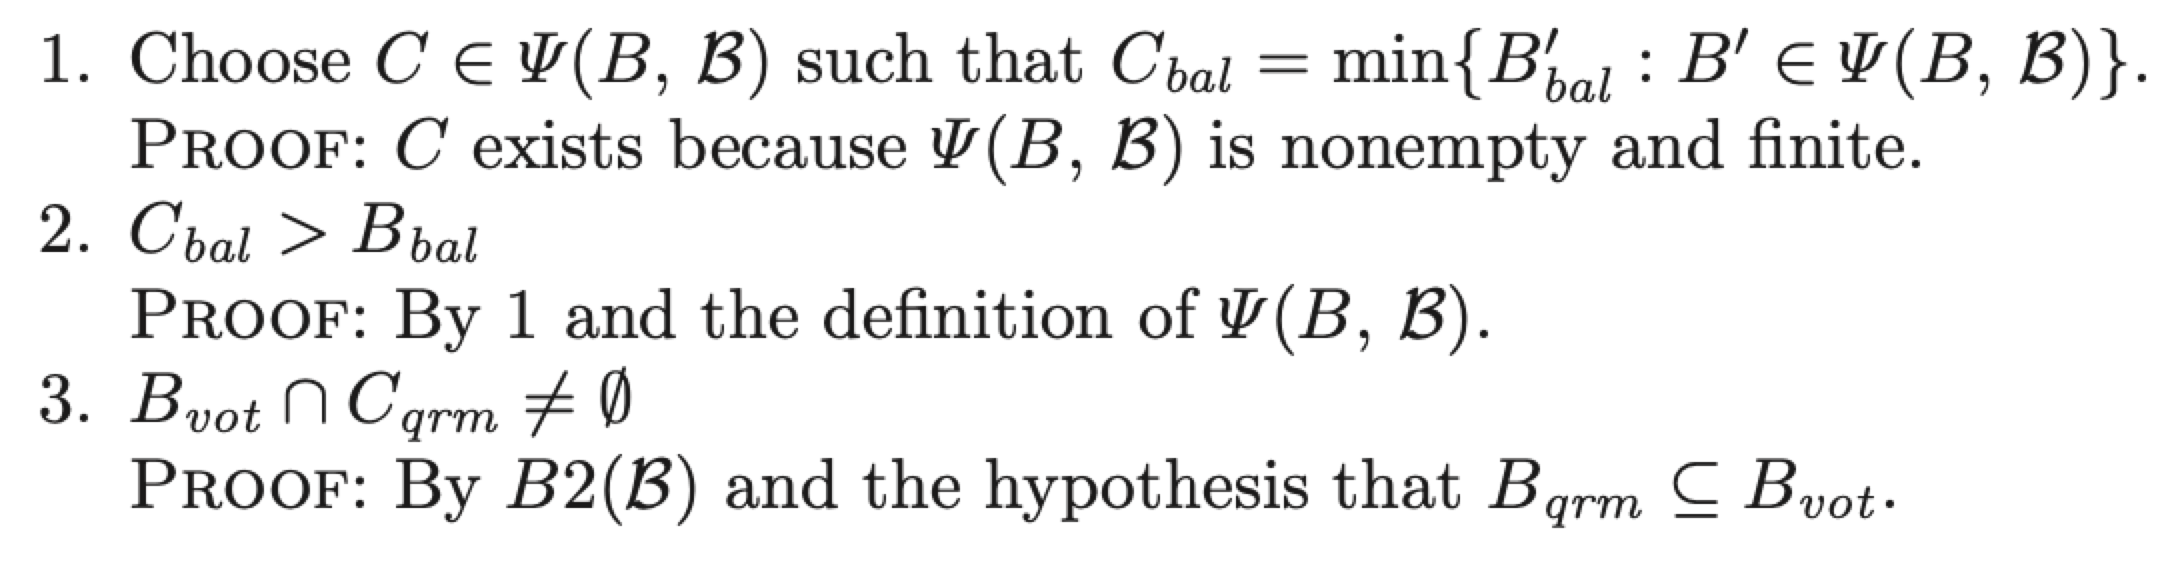 1. Choose C ∈ Ψ(B, ℬ) such that C_bal = min{B′_bal : B′ ∈ Ψ(B, ℬ)}.
PROOF: C exists because Ψ(B, ℬ) is nonempty and finite.
2. C_bal > B_bal
PROOF: By 1 and the definition of Ψ(B, ℬ).
3. B_vot ∩ C_qrm ≠ ∅
PROOF: By B2(ℬ) and the hypothesis that B_qrm ⊆ B_vot.